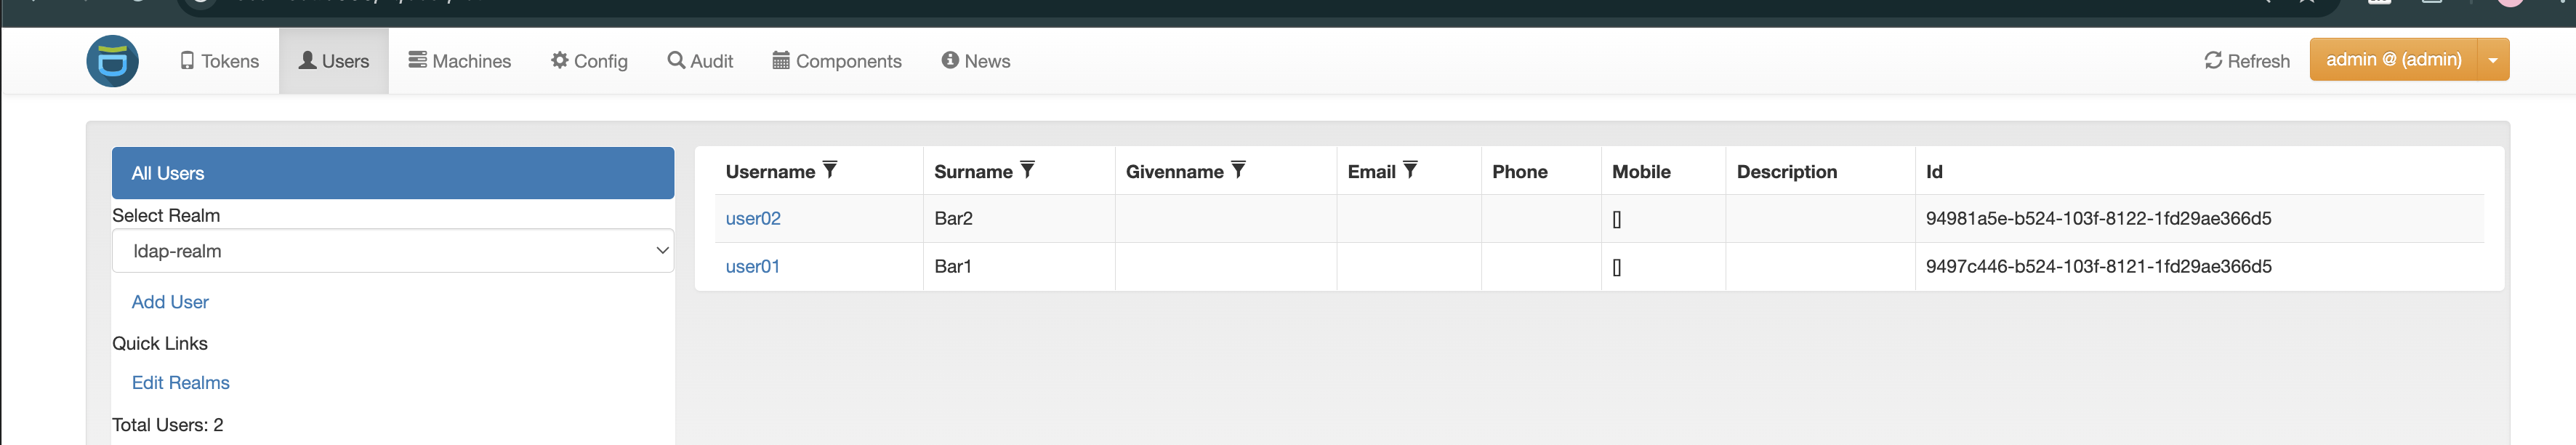 Tokens Users Machines Config Audit Components News Refresh admin @ (admin)
All Users
Select Realm
ldap-realm
Add User
Quick Links
Edit Realms
Total Users: 2
Username Surname Givenname Email Phone Mobile Description Id
user02 Bar2 [] 94981a5e-b524-103f-8122-1fd29ae366d5
user01 Bar1 [] 9497c446-b524-103f-8121-1fd29ae366d5